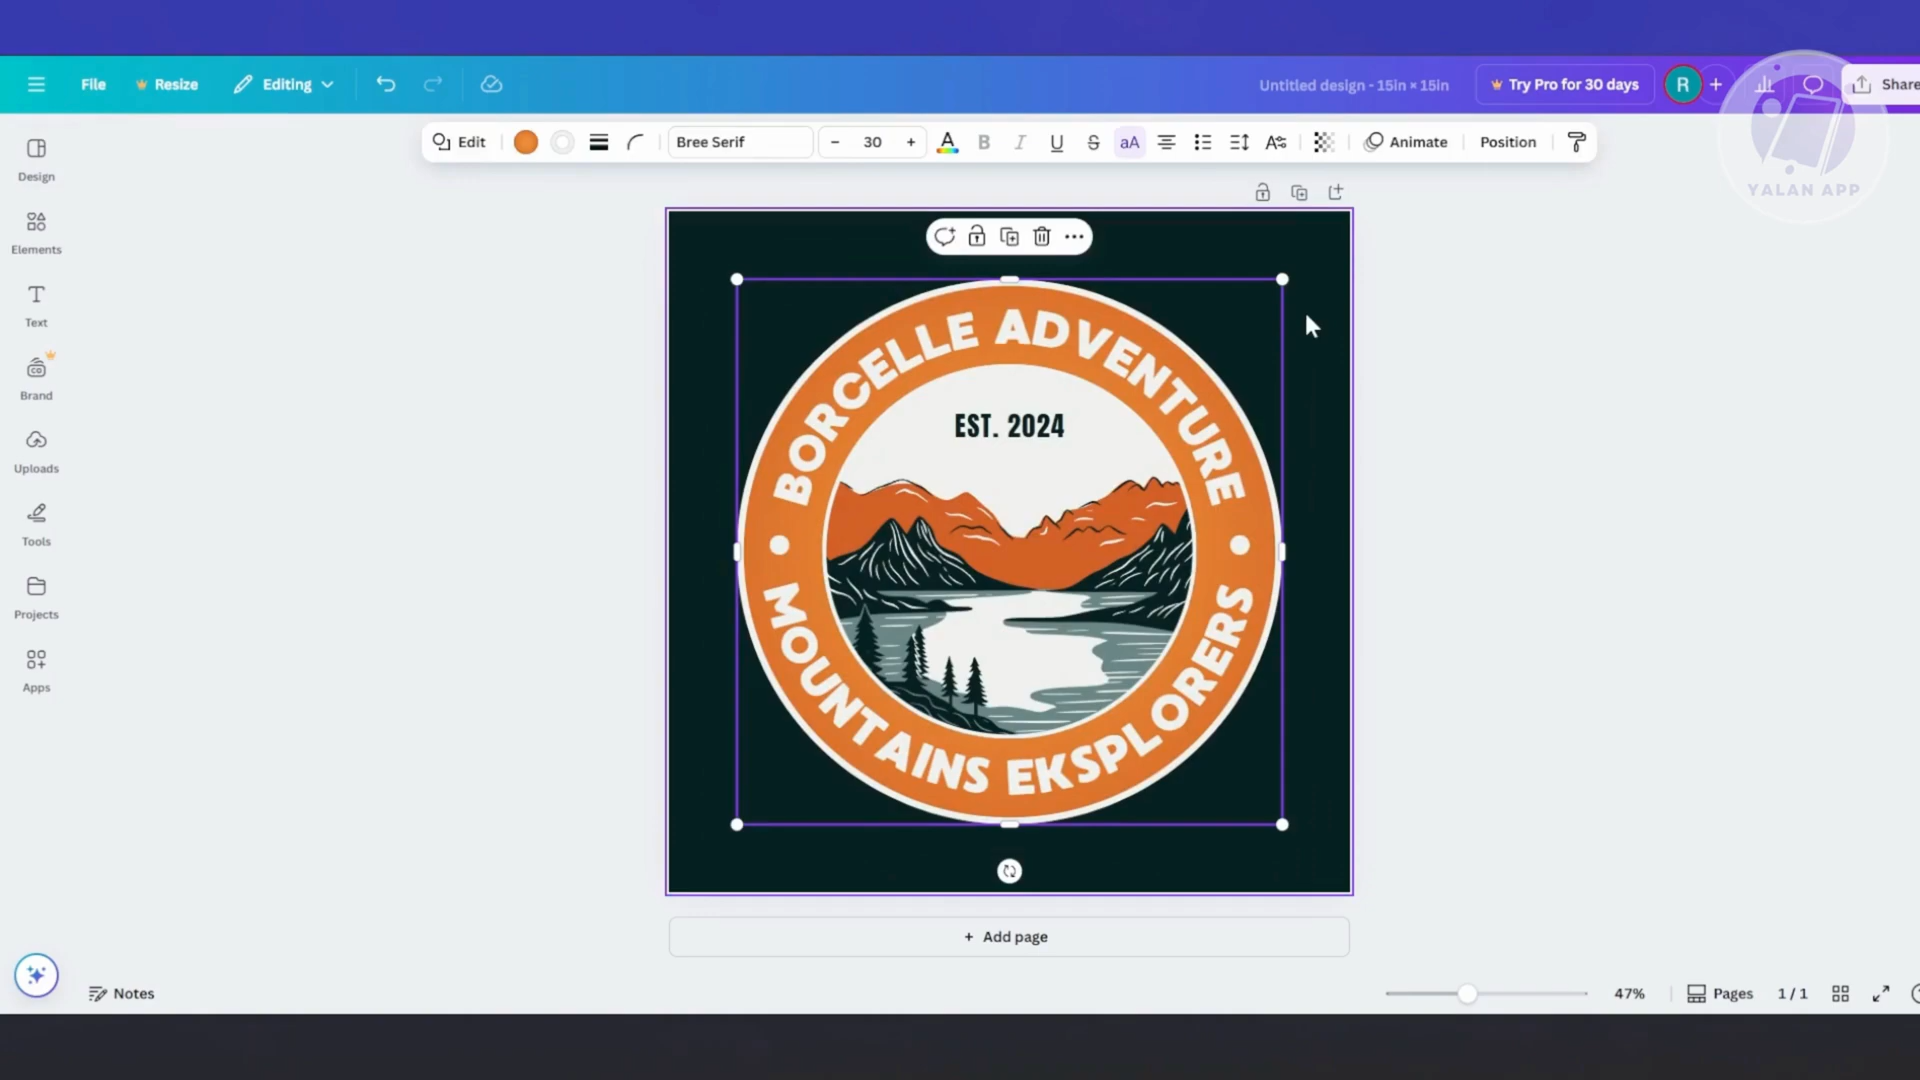 File
Resize
Editing
Untitled design - 15in × 15in
Try Pro for 30 days
R
Share
YALAN APP
Edit
Bree Serif
30
A B I U S aA
Animate
Position
Design
Elements
Text
Brand
Uploads
Tools
Projects
Apps
BORCELLE ADVENTURE
EST. 2024
MOUNTAINS EKSPLORERS
+ Add page
Notes
47%
Pages
1 / 1